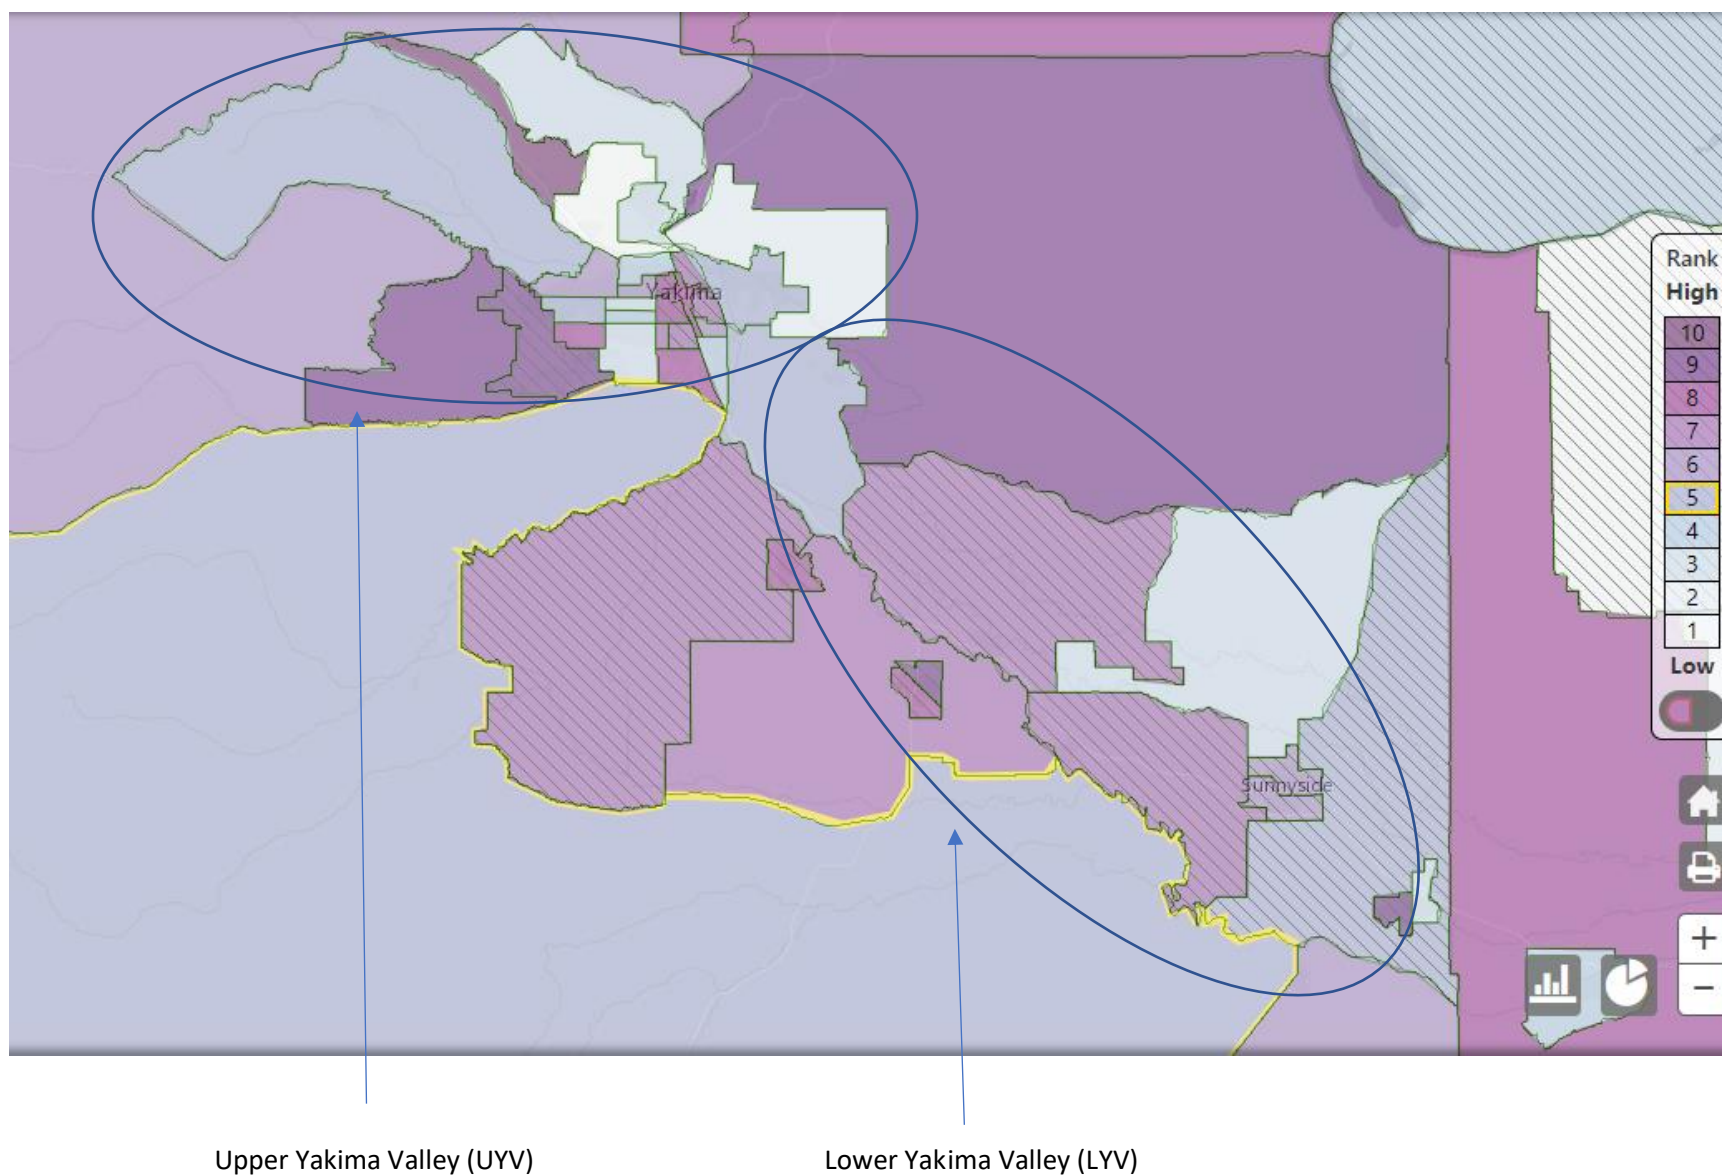 Rank
High
10
9
8
7
6
5
4
3
2
1
Low
Yakima
Sunnyside
+
−
Upper Yakima Valley (UYV)
Lower Yakima Valley (LYV)